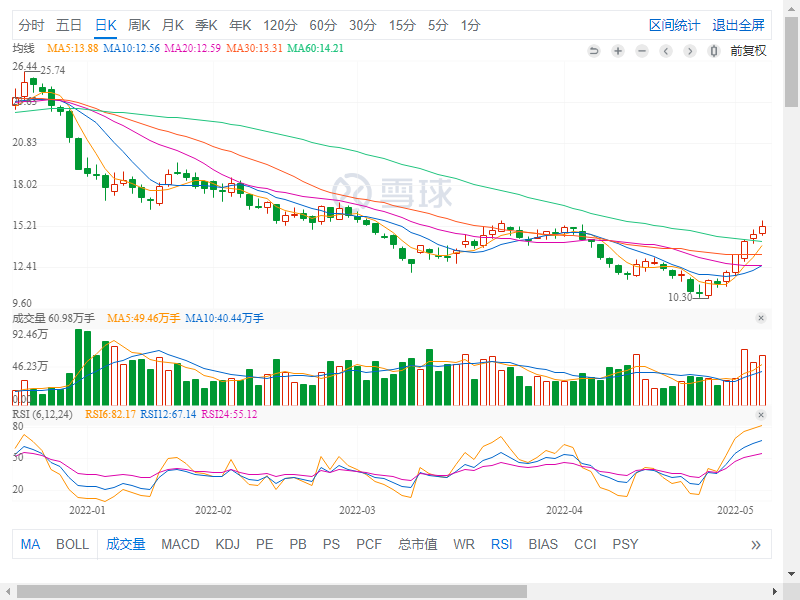 分时 五日 日K 周K 月K 季K 年K 120分 60分 30分 15分 5分 1分 区间统计 退出全屏
均线 MA5:13.88 MA10:12.56 MA20:12.59 MA30:13.31 MA60:14.21 前复权
26.44
25.74
23.63
20.83
雪球
18.02
15.21
12.41
10.30
9.60
成交量 60.98万手 MA5:49.46万手 MA10:40.44万手
92.46万
46.23万
0.00
RSI (6,12,24) RSI6:82.17 RSI12:67.14 RSI24:55.12
80
50
20
2022-01 2022-02 2022-03 2022-04 2022-05
MA BOLL 成交量 MACD KDJ PE PB PS PCF 总市值 WR RSI BIAS CCI PSY »